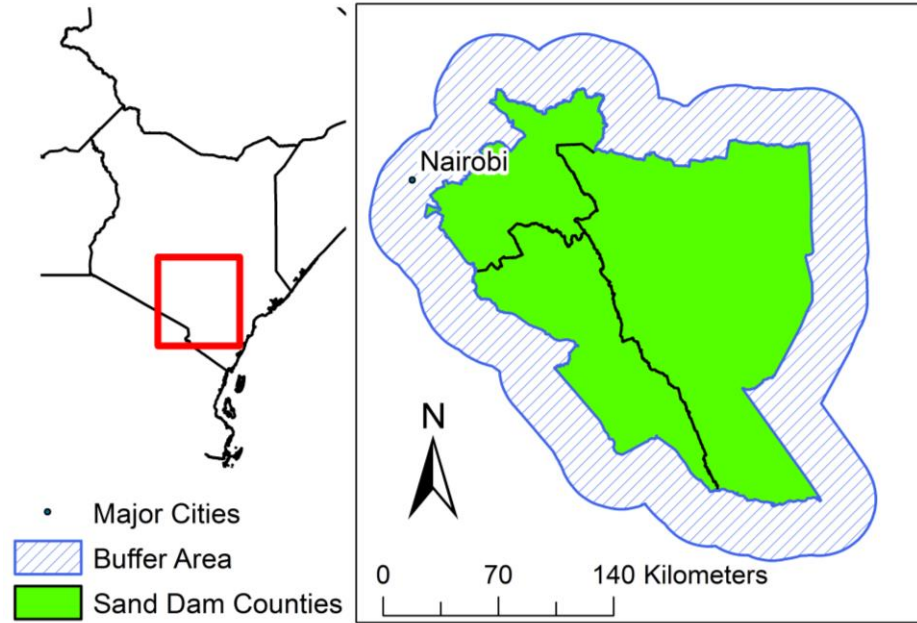 Nairobi
N
Major Cities
Buffer Area
Sand Dam Counties
0 70 140 Kilometers